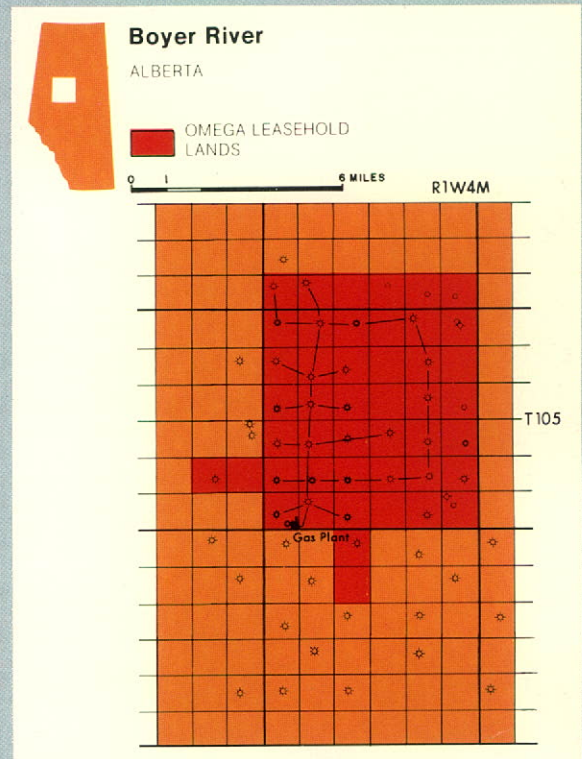 Boyer River
ALBERTA
OMEGA LEASEHOLD
LANDS
0 1 6 MILES
R1W4M
T105
Gas Plant